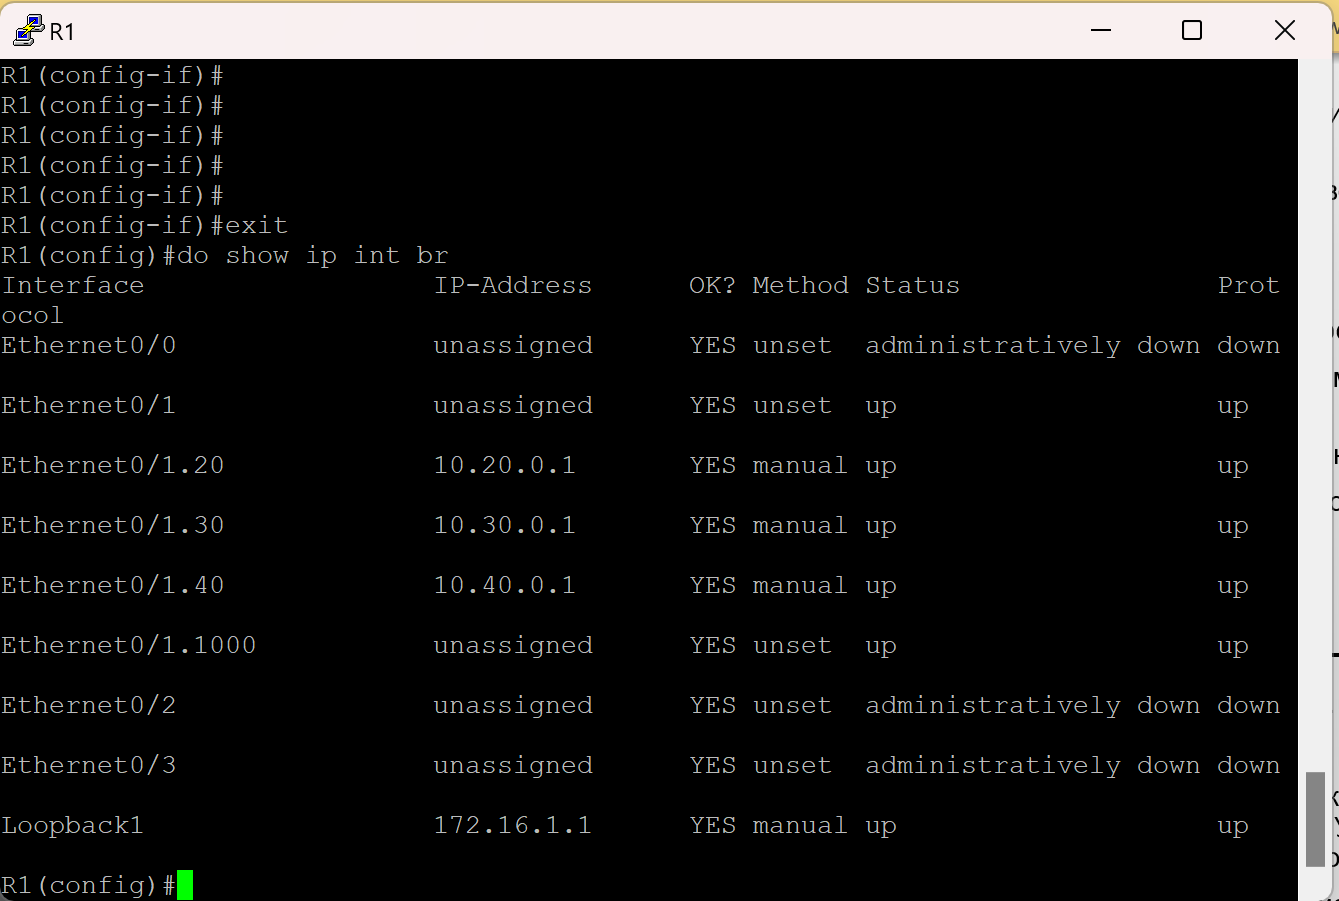 R1
R1(config-if)#
R1(config-if)#
R1(config-if)#
R1(config-if)#
R1(config-if)#
R1(config-if)#exit
R1(config)#do show ip int br
Interface                  IP-Address      OK? Method Status                Prot
ocol
Ethernet0/0                unassigned      YES unset  administratively down down
Ethernet0/1                unassigned      YES unset  up                    up
Ethernet0/1.20             10.20.0.1       YES manual up                    up
Ethernet0/1.30             10.30.0.1       YES manual up                    up
Ethernet0/1.40             10.40.0.1       YES manual up                    up
Ethernet0/1.1000           unassigned      YES unset  up                    up
Ethernet0/2                unassigned      YES unset  administratively down down
Ethernet0/3                unassigned      YES unset  administratively down down
Loopback1                  172.16.1.1      YES manual up                    up
R1(config)#